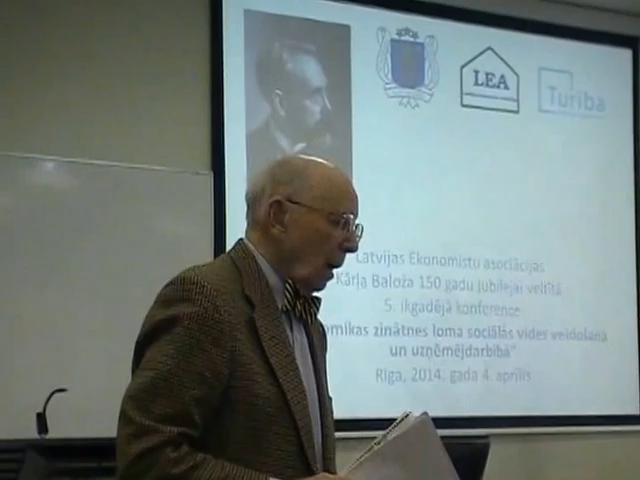 LEA
Turība
Latvijas Ekonomistu asociācijas
Kārļa Baloža 150 gadu jubilejai veltītā
5. ikgadējā konference
zinātnes loma sociālās vides veidošanā
un uzņēmējdarbībā"
Rīga, 2014. gada 4. aprīlis